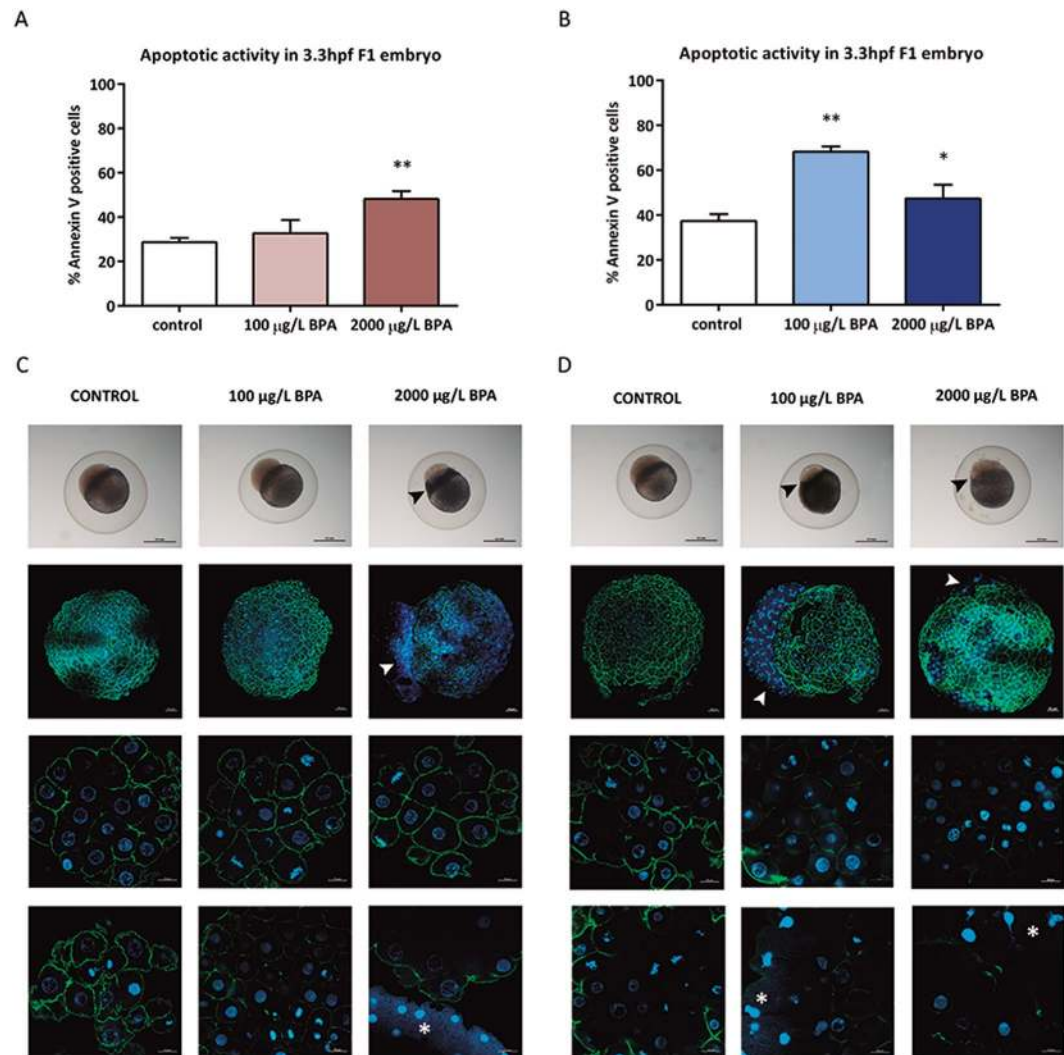 A
Apoptotic activity in 3.3hpf F1 embryo
% Annexin V positive cells
100
80
60
40
20
0
**
control
100 µg/L BPA
2000 µg/L BPA
B
Apoptotic activity in 3.3hpf F1 embryo
% Annexin V positive cells
100
80
60
40
20
0
**
*
control
100 µg/L BPA
2000 µg/L BPA
C
CONTROL
100 µg/L BPA
2000 µg/L BPA
*
D
CONTROL
100 µg/L BPA
2000 µg/L BPA
*
*